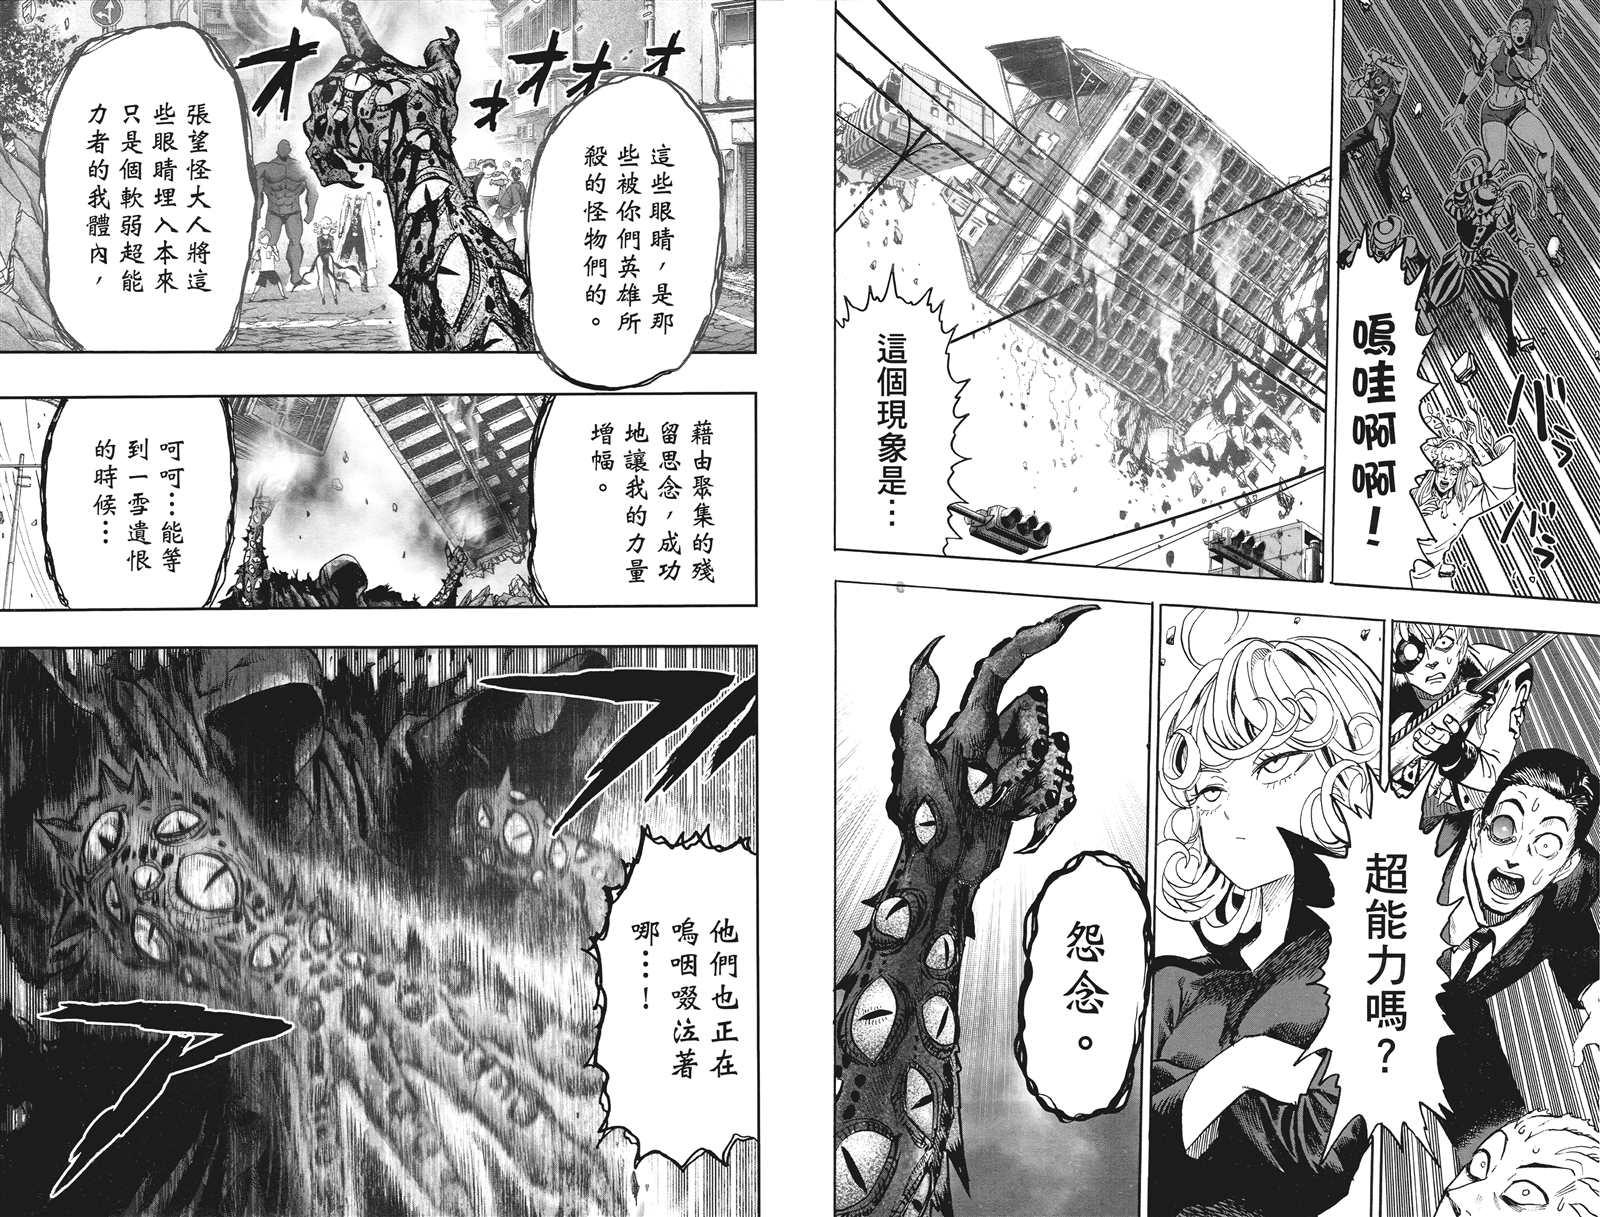 嗚哇啊啊！
バラバラ
這個現象是…
超能力嗎？
怨念。
オオオオオ
這些眼睛，是那
些被你們英雄所
殺的怪物們的。
張望怪大人將這
些眼睛埋入本來
只是個軟弱超能
力者的我體內，
藉由聚集的殘
留思念，成功
地讓我的力量
增幅。
呵呵…能等
到一雪遺恨
的時候…
他們也正在
嗚咽啜泣著
哪…！